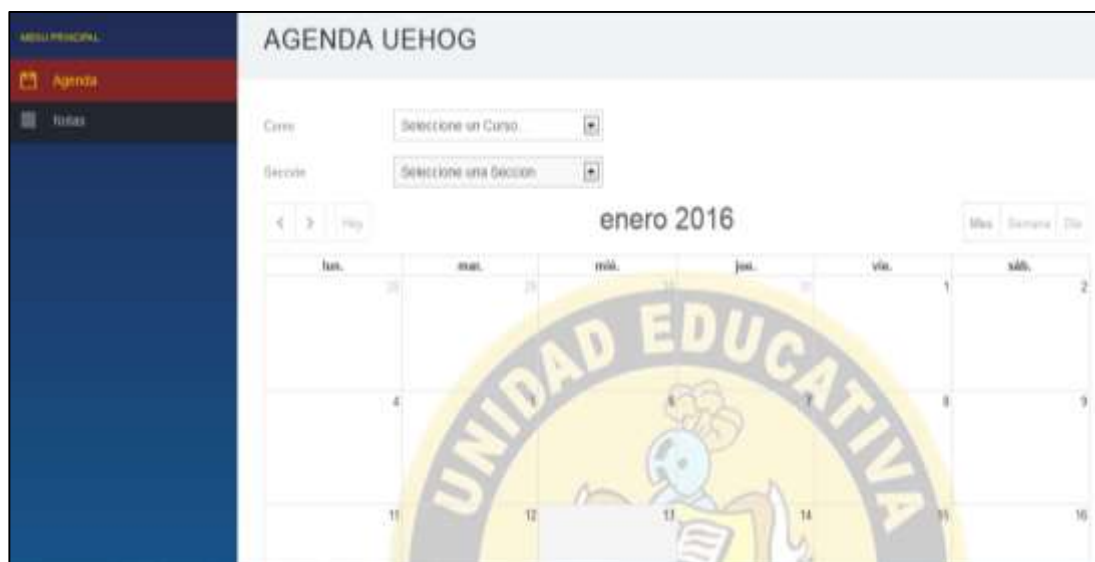 MENU PRINCIPAL
Agenda
Notas
AGENDA UEHOG
Curso
Seleccione un Curso
Sección
Seleccione una Seccion
Hoy
enero 2016
Mes Semana Día
lun. mar. mié. jue. vie. sáb.
28 29 30 31 1 2
4 5 6 7 8 9
11 12 13 14 15 16
UNIDAD EDUCATIVA